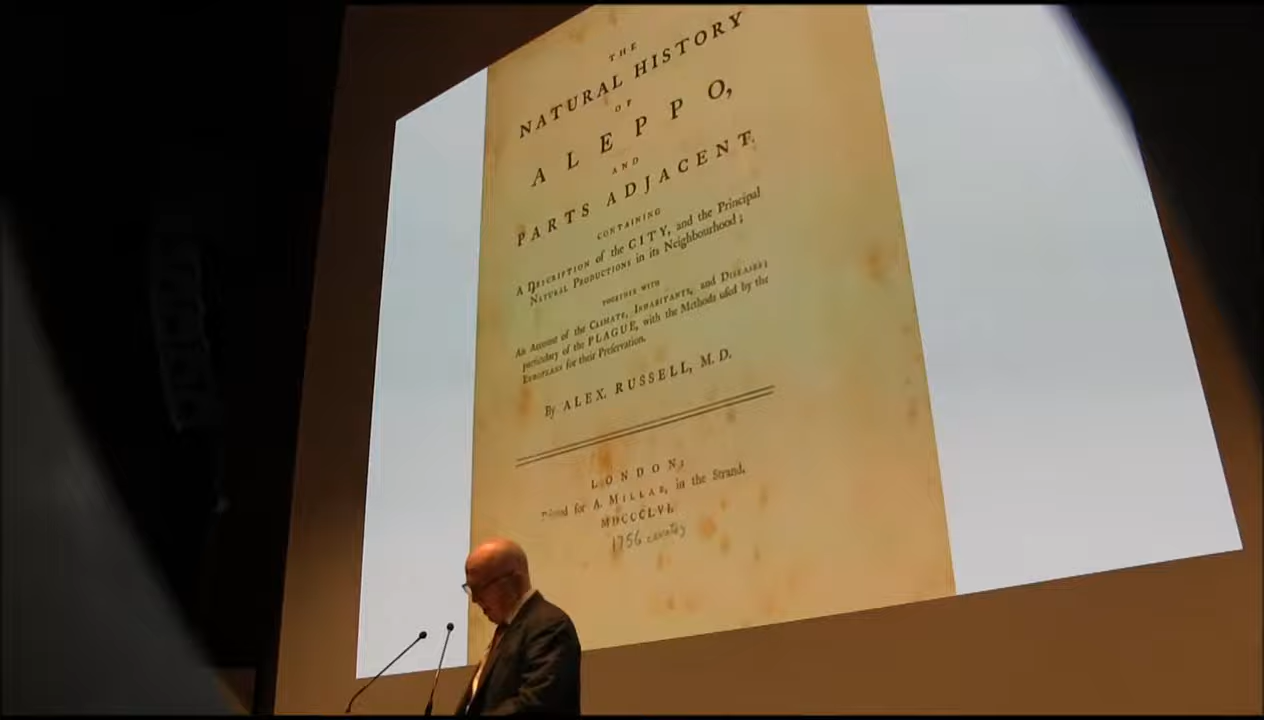 THE
NATURAL HISTORY
OF
ALEPPO,
AND
PARTS ADJACENT.
CONTAINING
A DESCRIPTION of the CITY, and the Principal
NATURAL PRODUCTIONS in its Neighbourhood;
TOGETHER WITH
An Account of the CLIMATE, INHABITANTS, and DISEASES;
particulary of the PLAGUE, with the Methods used by the
EUROPEANS for their Preservation.
By ALEX. RUSSELL, M. D.
LONDON;
Printed for A. MILLAR, in the Strand.
MDCCCLVI.
1756